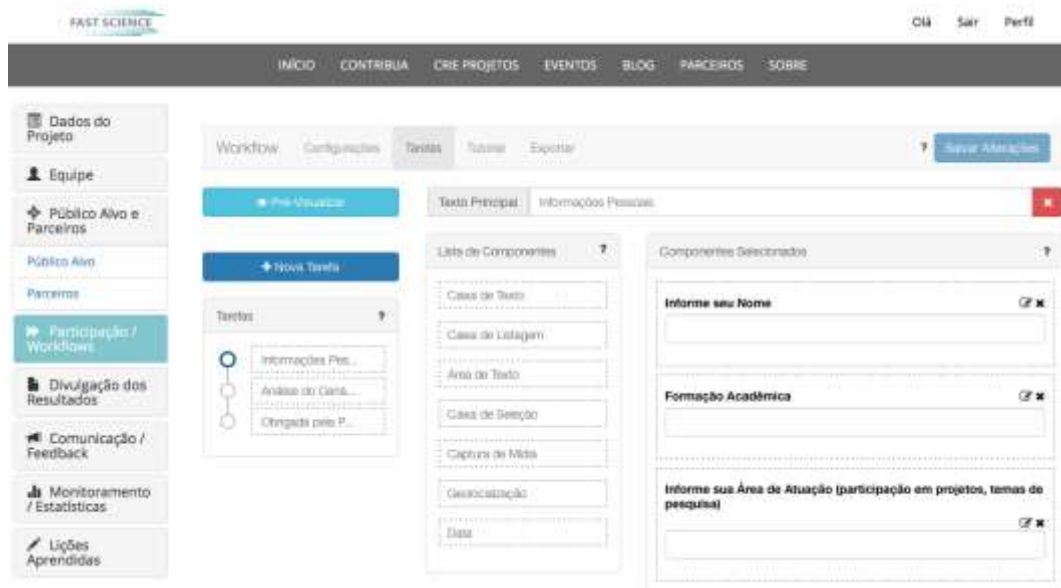 FAST SCIENCE
Olá Sair Perfil
INÍCIO CONTRIBUA CRIE PROJETOS EVENTOS BLOG PARCEIROS SOBRE
Dados do
Projeto
Equipe
Público Alvo e
Parceiros
Público Alvo
Parceiros
Participação /
Workflows
Divulgação dos
Resultados
Comunicação /
Feedback
Monitoramento
/ Estatísticas
Lições
Aprendidas
Workflow Configurações Tarefas Tutorial Exportar ? Salvar Alterações
Pré-Visualizar
Nova Tarefa
Tarefas ?
Informações Pes...
Análise do Cená...
Obrigada pela P...
Texto Principal Informações Pessoais
Lista de Componentes ?
Caixa de Texto
Caixa de Listagem
Área de Texto
Caixa de Seleção
Captura de Mídia
Geolocalização
Data
Componentes Selecionados ?
Informe seu Nome
Formação Acadêmica
Informe sua Área de Atuação (participação em projetos, temas de
pesquisa)